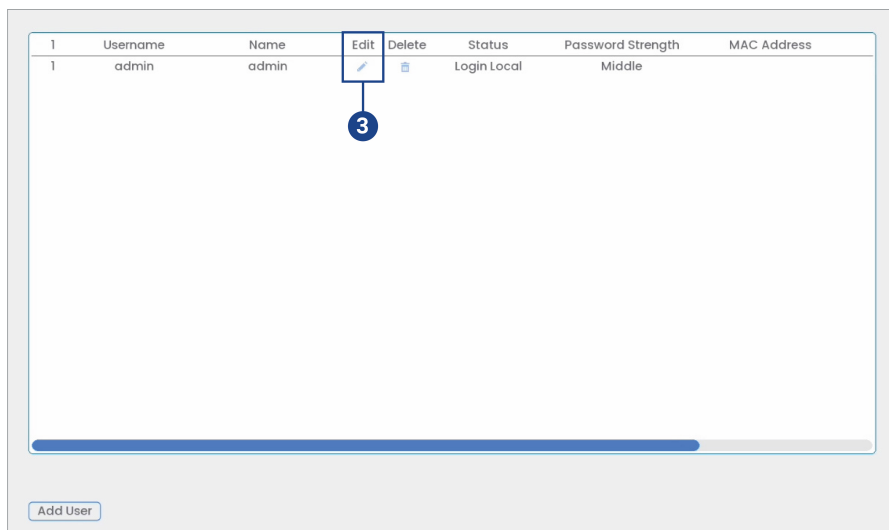 1 Username Name Edit Delete Status Password Strength MAC Address
1 admin admin Login Local Middle
3
Add User